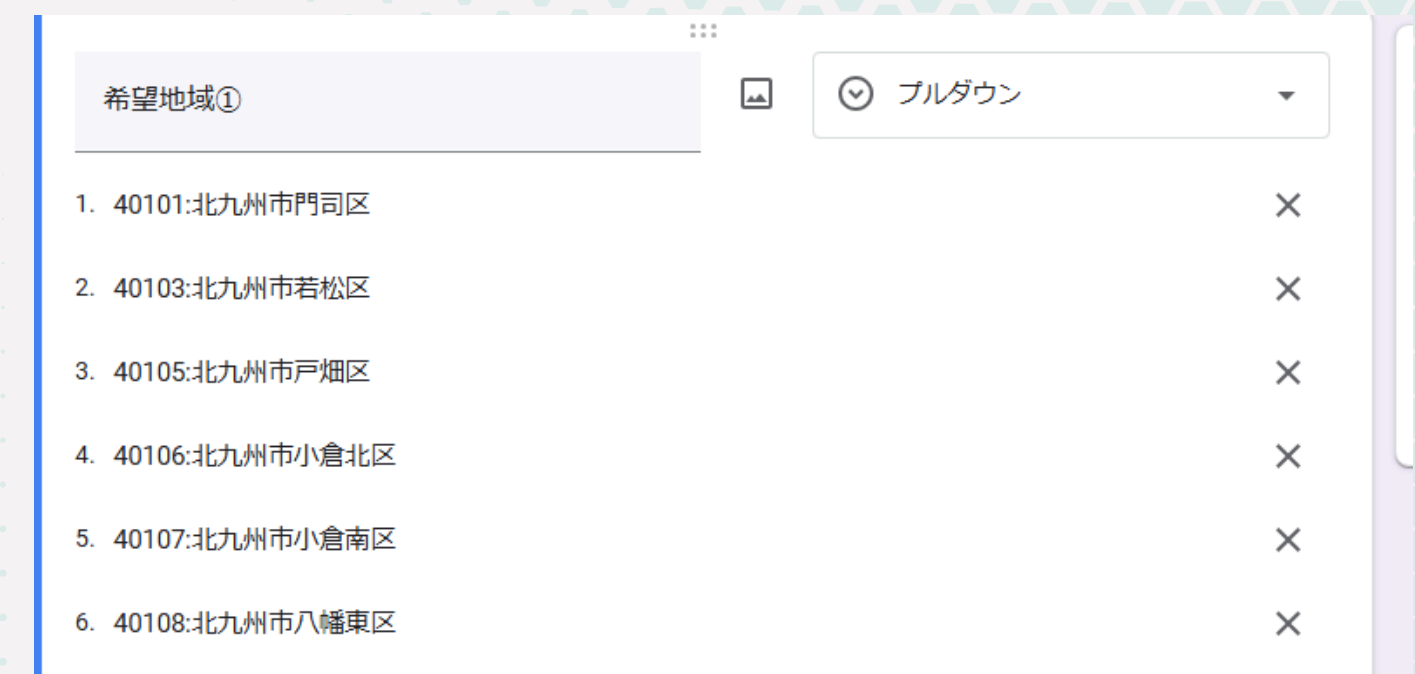 希望地域①
プルダウン
1. 40101:北九州市門司区
2. 40103:北九州市若松区
3. 40105:北九州市戸畑区
4. 40106:北九州市小倉北区
5. 40107:北九州市小倉南区
6. 40108:北九州市八幡東区